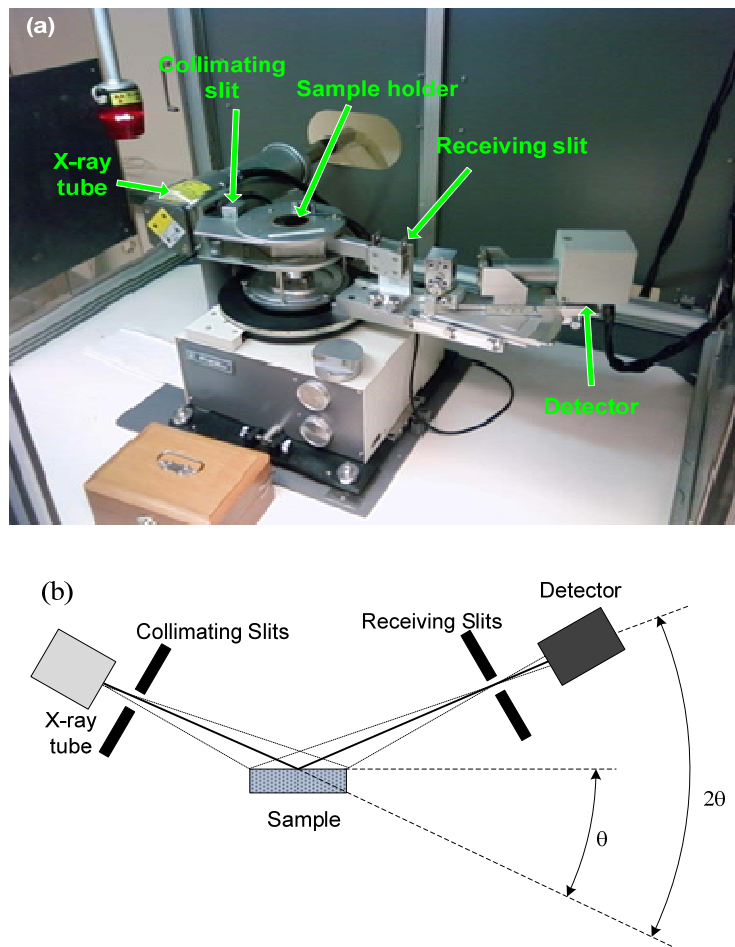 (a)
Collimating
slit
Sample holder
Receiving slit
X-ray
tube
Detector
(b)
Detector
Receiving Slits
Collimating Slits
X-ray
tube
Sample
2θ
θ